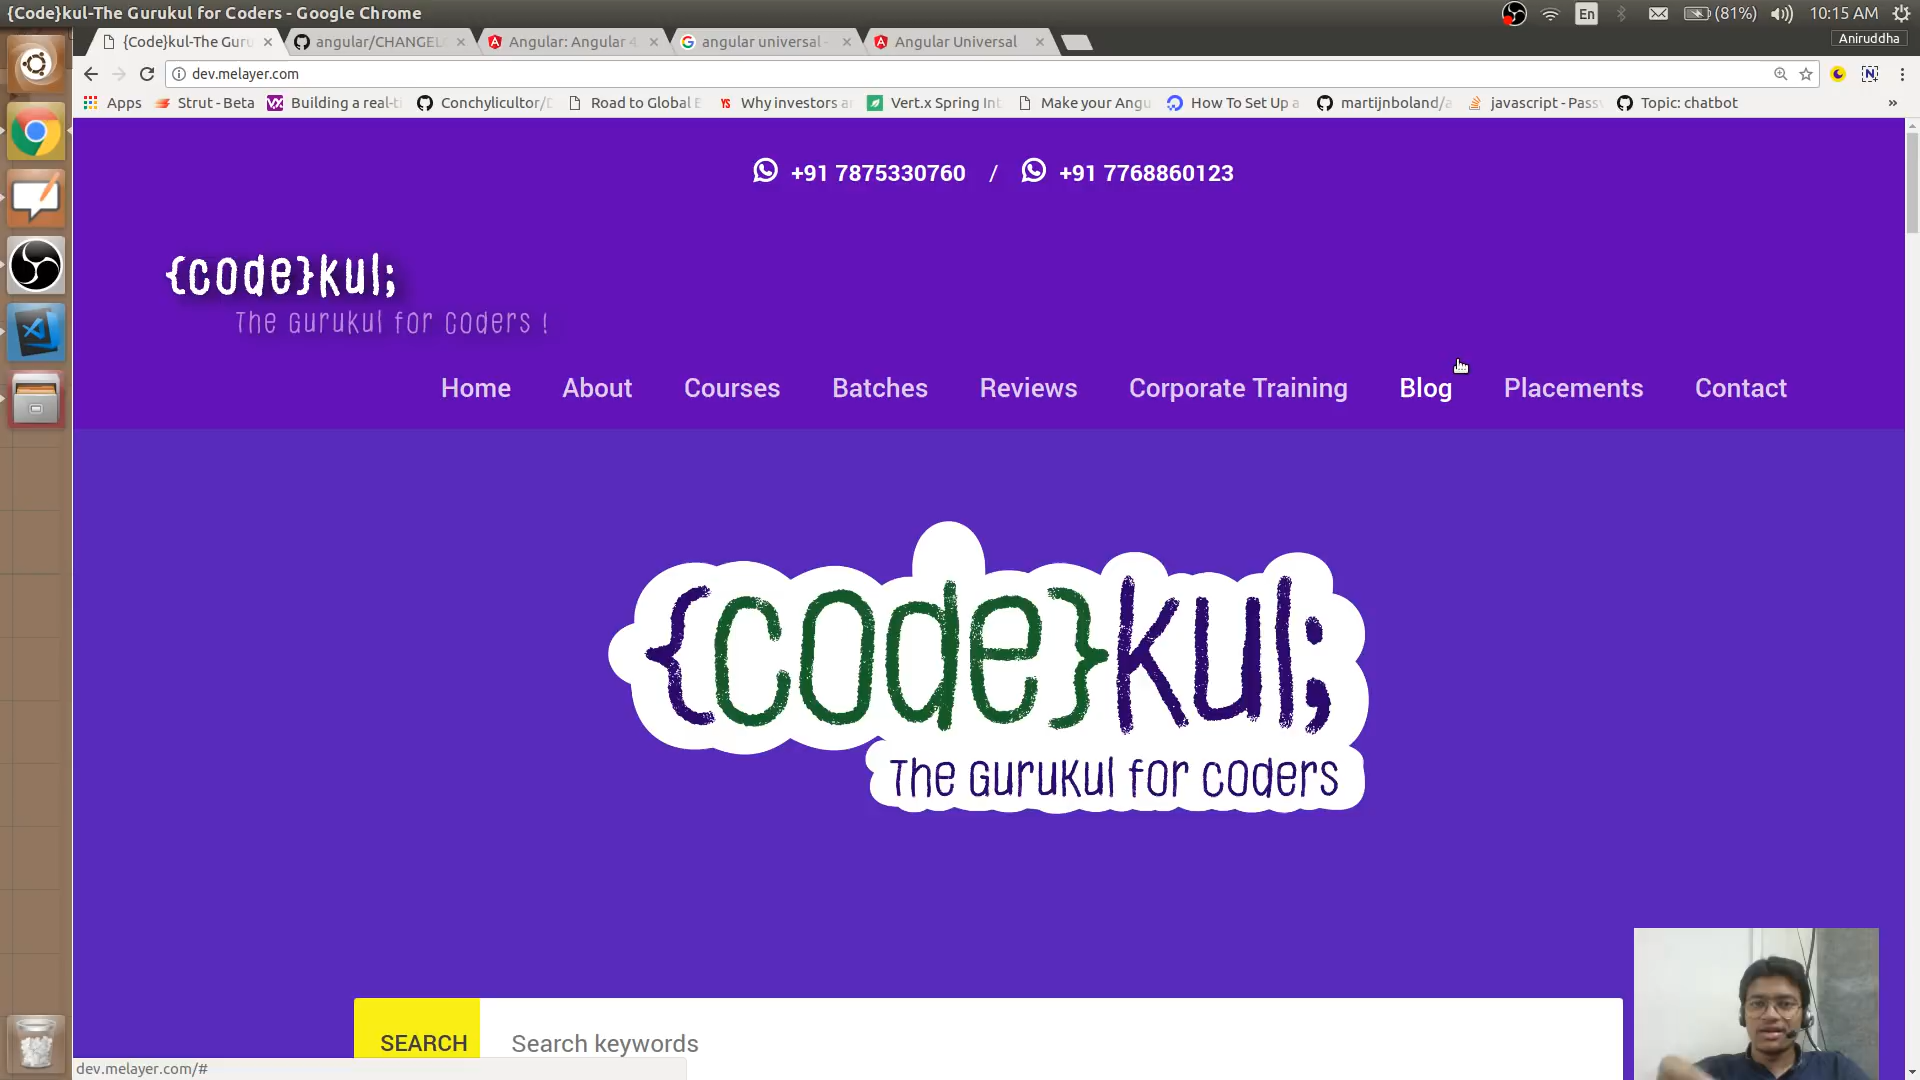 {Code}kul-The Gurukul for Coders - Google Chrome
En
(81%)
10:15 AM
Aniruddha
{Code}kul-The Guru
angular/CHANGEL
Angular: Angular 4
angular universal -
Angular Universal
dev.melayer.com
Apps
Strut - Beta
Building a real-ti
Conchylicultor/D
Road to Global E
Why investors a
Vert.x Spring Int
Make your Angu
How To Set Up a
martijnboland/a
javascript - Pass
Topic: chatbot
»
+91 7875330760 / +91 7768860123
{code}kul;
The Gurukul for Coders !
Home About Courses Batches Reviews Corporate Training Blog Placements Contact
{code}kul;
The Gurukul for coders
SEARCH
Search keywords
dev.melayer.com/#